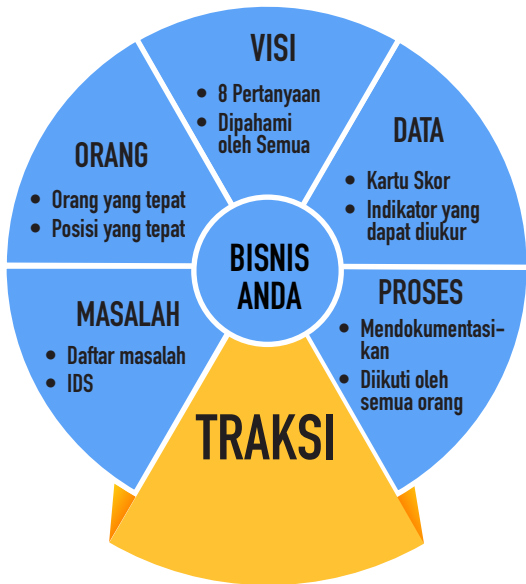 VISI
• 8 Pertanyaan
• Dipahami
oleh Semua
DATA
• Kartu Skor
• Indikator yang
dapat diukur
PROSES
• Mendokumentasi-
kan
• Diikuti oleh
semua orang
TRAKSI
MASALAH
• Daftar masalah
• IDS
ORANG
• Orang yang tepat
• Posisi yang tepat
BISNIS
ANDA